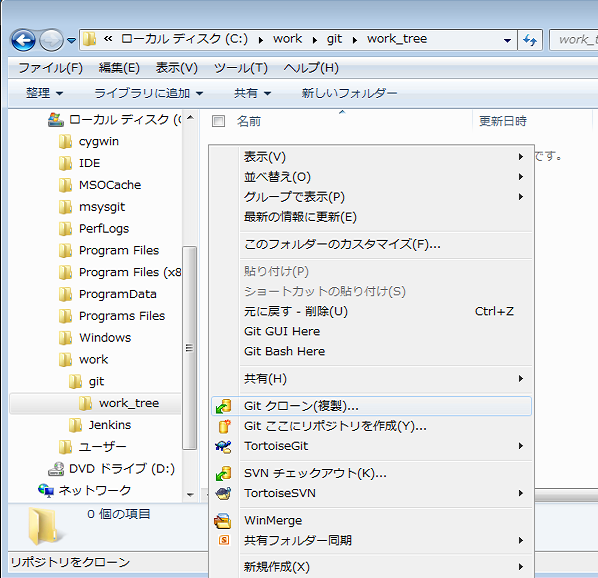 « ローカル ディスク (C:) ▸ work ▸ git ▸ work_tree
work_t
ファイル(F) 編集(E) 表示(V) ツール(T) ヘルプ(H)
整理 ライブラリに追加 共有 新しいフォルダー
ローカル ディスク (C
cygwin
IDE
MSOCache
msysgit
PerfLogs
Program Files
Program Files (x8
ProgramData
Programs Files
Windows
work
git
work_tree
Jenkins
ユーザー
DVD ドライブ (D:)
ネットワーク
名前 更新日時
です。
表示(V)
並べ替え(O)
グループで表示(P)
最新の情報に更新(E)
このフォルダーのカスタマイズ(F)...
貼り付け(P)
ショートカットの貼り付け(S)
元に戻す - 削除(U) Ctrl+Z
Git GUI Here
Git Bash Here
共有(H)
Git クローン(複製)...
Git ここにリポジトリを作成(Y)...
TortoiseGit
SVN チェックアウト(K)...
TortoiseSVN
WinMerge
共有フォルダー同期
新規作成(X)
0 個の項目
リポジトリをクローン